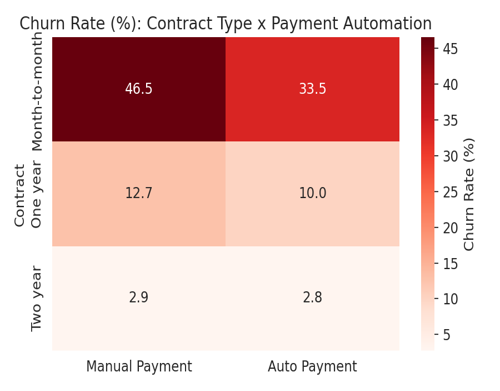 Churn Rate (%): Contract Type x Payment Automation
Contract
Month-to-month
46.5
33.5
One year
12.7
10.0
Two year
2.9
2.8
Manual Payment
Auto Payment
45
40
35
30
25
20
15
10
5
Churn Rate (%)